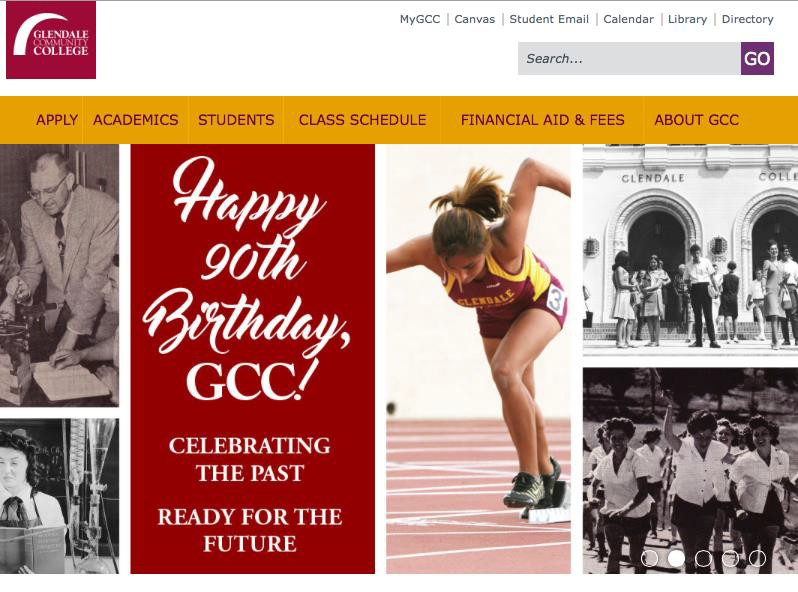 GLENDALE
COMMUNITY
COLLEGE
MyGCC
Canvas
Student Email
Calendar
Library
Directory
Search...
GO
APPLY
ACADEMICS
STUDENTS
CLASS SCHEDULE
FINANCIAL AID & FEES
ABOUT GCC
Happy
90th
Birthday,
GCC!
CELEBRATING
THE PAST
READY FOR THE
FUTURE
GLENDALE
3
GLENDALE
COLLE